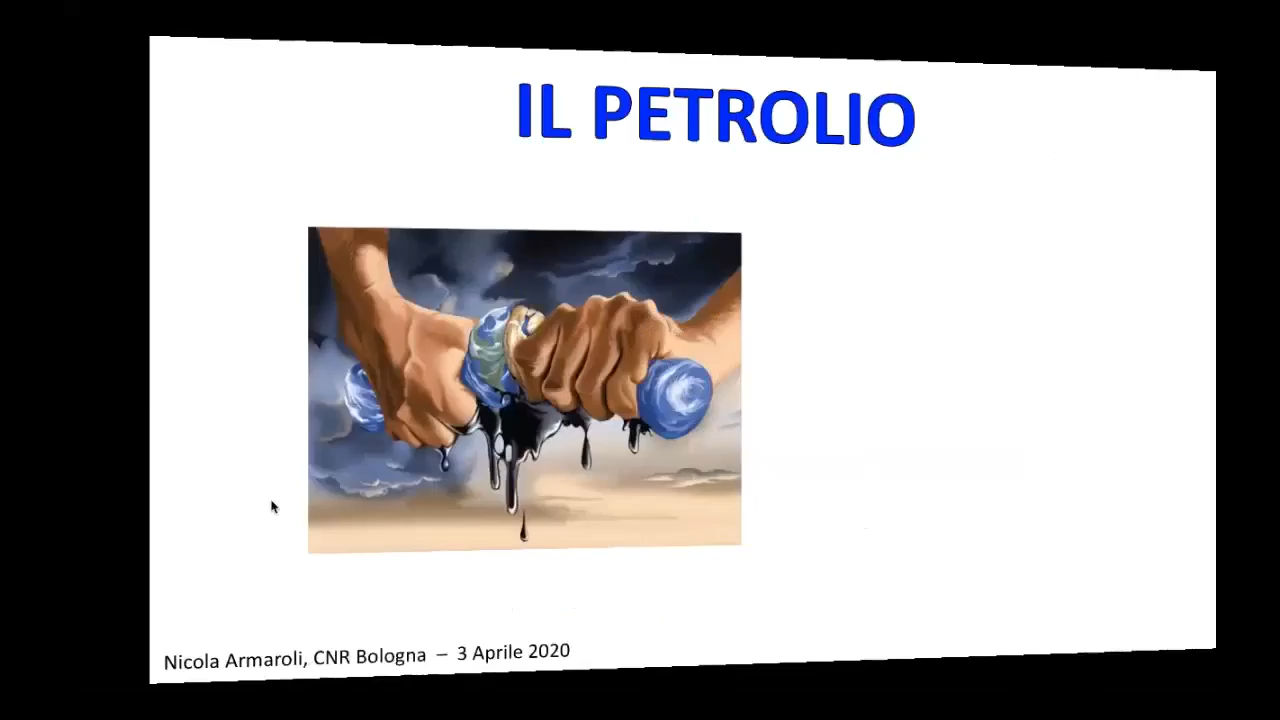 IL PETROLIO
Nicola Armaroli, CNR Bologna – 3 Aprile 2020